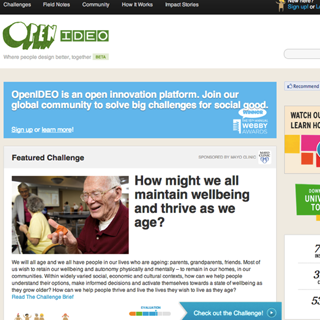 Challenges Field Notes Community How It Works Impact Stories
New here?
Sign up! or
OPEN IDEO
Where people design better, together BETA
OpenIDEO is an open innovation platform. Join our
global community to solve big challenges for social good.
Sign up or learn more!
Winner
WEBBY
AWARDS
Recommend
WATCH OU
LEARN HO
Featured Challenge
SPONSORED BY: MAYO CLINIC
How might we all
maintain wellbeing
and thrive as we
age?
We will all age and we all have people in our lives who are ageing: parents, grandparents, friends. Most of
us wish to retain our wellbeing and autonomy physically and mentally – to remain in our homes, in our
communities. Within widely varied social, economic and cultural contexts, how can we help people
understand their options, make informed decisions and activate themselves towards a state of wellbeing as
they grow older? How can we help people thrive and live the lives they wish to live as they age?
Read The Challenge Brief
Check out the Challenge!
DOW
UNIV
TO